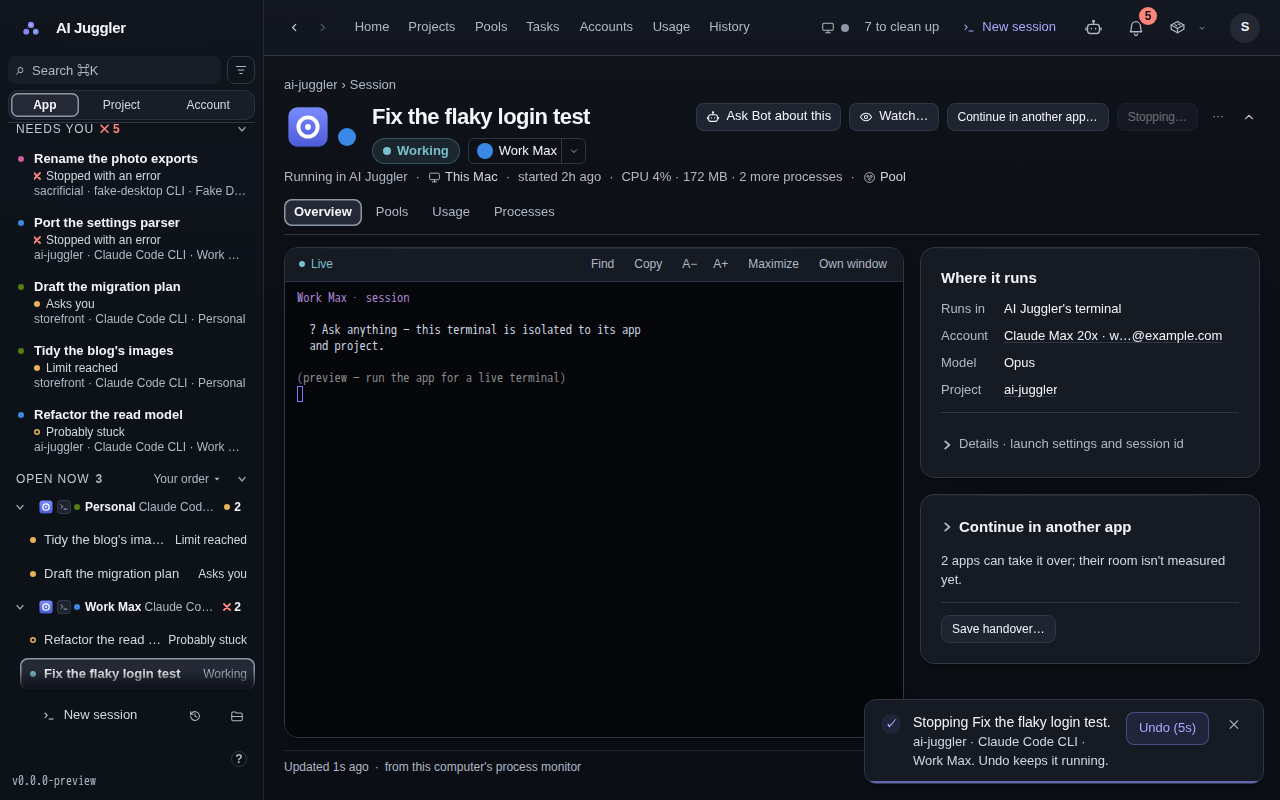 AI Juggler
Search ⌘K
App
Project
Account
NEEDS YOU 5
Rename the photo exports
Stopped with an error
sacrificial · fake-desktop CLI · Fake D…
Port the settings parser
Stopped with an error
ai-juggler · Claude Code CLI · Work …
Draft the migration plan
Asks you
storefront · Claude Code CLI · Personal
Tidy the blog's images
Limit reached
storefront · Claude Code CLI · Personal
Refactor the read model
Probably stuck
ai-juggler · Claude Code CLI · Work …
OPEN NOW 3
Your order
Personal Claude Cod… 2
Tidy the blog's ima… Limit reached
Draft the migration plan Asks you
Work Max Claude Co… 2
Refactor the read … Probably stuck
Fix the flaky login test Working
New session
?
v0.0.0-preview
Home
Projects
Pools
Tasks
Accounts
Usage
History
7 to clean up
New session
5
S
ai-juggler › Session
Fix the flaky login test
Ask Bot about this
Watch…
Continue in another app…
Stopping…
Working
Work Max
Running in AI Juggler · This Mac · started 2h ago · CPU 4% · 172 MB · 2 more processes · Pool
Overview
Pools
Usage
Processes
Live
Find
Copy
A−
A+
Maximize
Own window
Work Max · session
? Ask anything — this terminal is isolated to its app
and project.
(preview — run the app for a live terminal)
Updated 1s ago · from this computer's process monitor
Where it runs
Runs in AI Juggler's terminal
Account Claude Max 20x · w…@example.com
Model Opus
Project ai-juggler
Details · launch settings and session id
Continue in another app
2 apps can take it over; their room isn't measured
yet.
Save handover…
Stopping Fix the flaky login test.
ai-juggler · Claude Code CLI ·
Work Max. Undo keeps it running.
Undo (5s)